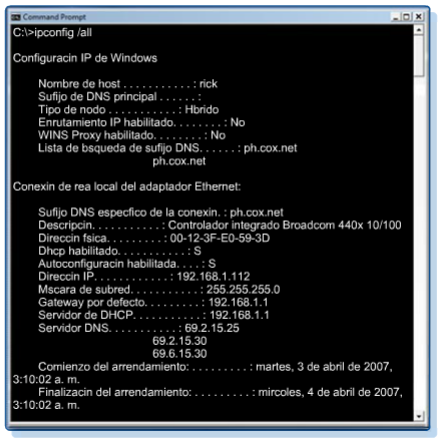 Command Prompt
C:\>ipconfig /all
Configuracin IP de Windows
Nombre de host . . . . . . . . . . . : rick
Sufijo de DNS principal . . . . . . :
Tipo de nodo . . . . . . . . . . . : Hbrido
Enrutamiento IP habilitado. . . . . . . . : No
WINS Proxy habilitado. . . . . . . . : No
Lista de bsqueda de sufijo DNS. . . . . . : ph.cox.net
ph.cox.net
Conexin de rea local del adaptador Ethernet:
Sufijo DNS especfico de la conexin. : ph.cox.net
Descripcin. . . . . . . . . . . : Controlador integrado Broadcom 440x 10/100
Direccin fsica. . . . . . . . . : 00-12-3F-E0-59-3D
Dhcp habilitado. . . . . . . . . . . : S
Autoconfiguracin habilitada. . . . : S
Direccin IP. . . . . . . . . . . . : 192.168.1.112
Mscara de subred. . . . . . . . . . . : 255.255.255.0
Gateway por defecto. . . . . . . . . : 192.168.1.1
Servidor de DHCP. . . . . . . . . . . : 192.168.1.1
Servidor DNS. . . . . . . . . . : 69.2.15.25
69.2.15.30
69.6.15.30
Comienzo del arrendamiento: . . . . . . . . . : martes, 3 de abril de 2007,
3:10:02 a. m.
Finalizacin del arrendamiento: . . . . . . . . . : mircoles, 4 de abril de 2007,
3:10:02 a. m.